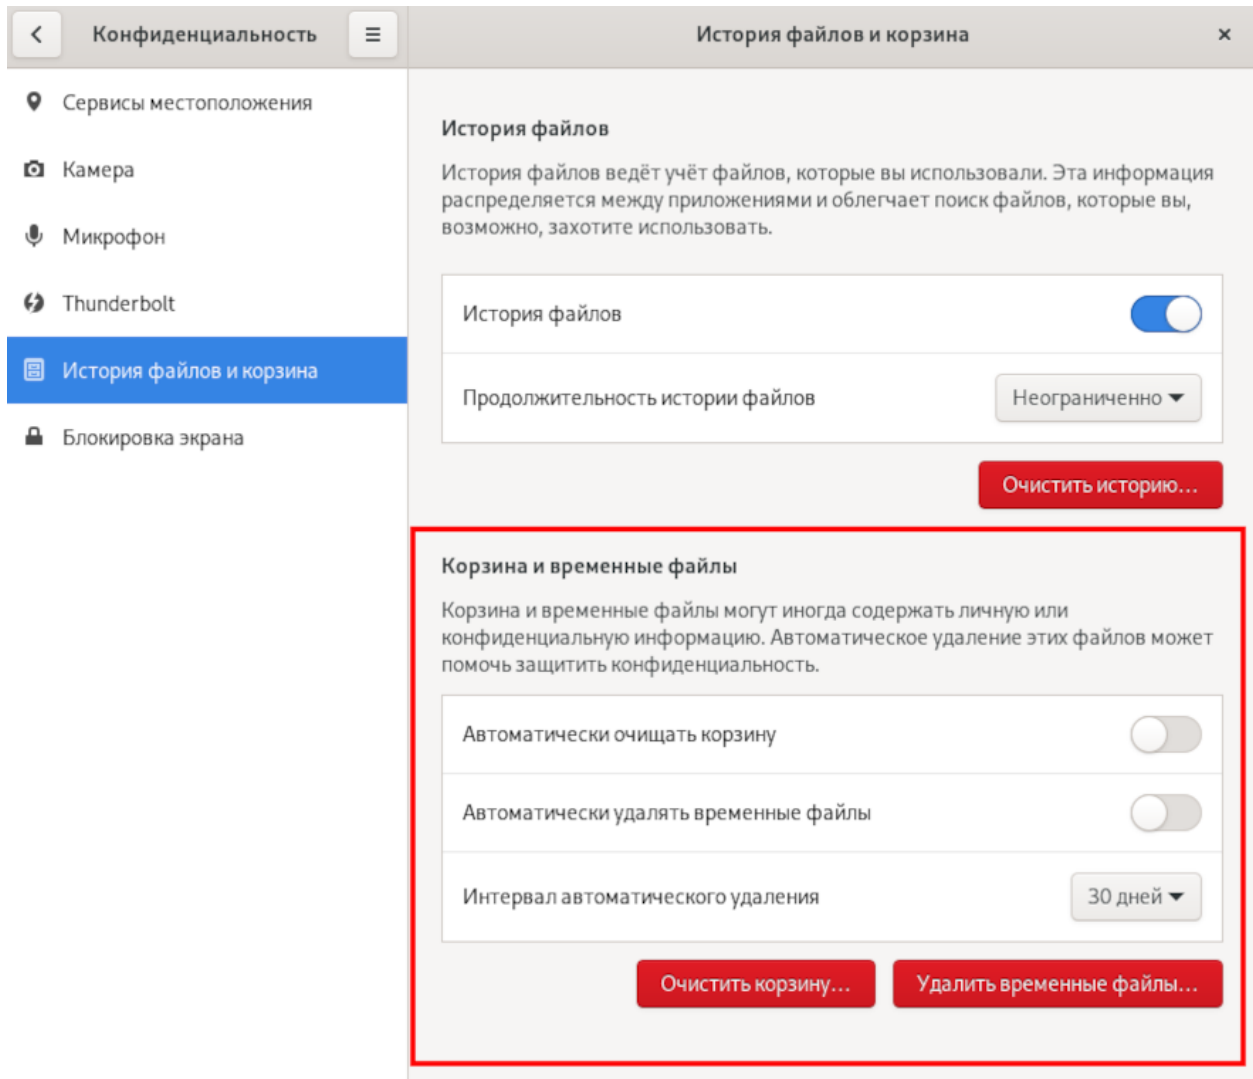 Конфиденциальность
История файлов и корзина
Сервисы местоположения
Камера
Микрофон
Thunderbolt
История файлов и корзина
Блокировка экрана
История файлов
История файлов ведёт учёт файлов, которые вы использовали. Эта информация
распределяется между приложениями и облегчает поиск файлов, которые вы,
возможно, захотите использовать.
История файлов
Продолжительность истории файлов
Неограниченно
Очистить историю...
Корзина и временные файлы
Корзина и временные файлы могут иногда содержать личную или
конфиденциальную информацию. Автоматическое удаление этих файлов может
помочь защитить конфиденциальность.
Автоматически очищать корзину
Автоматически удалять временные файлы
Интервал автоматического удаления
30 дней
Очистить корзину...
Удалить временные файлы...